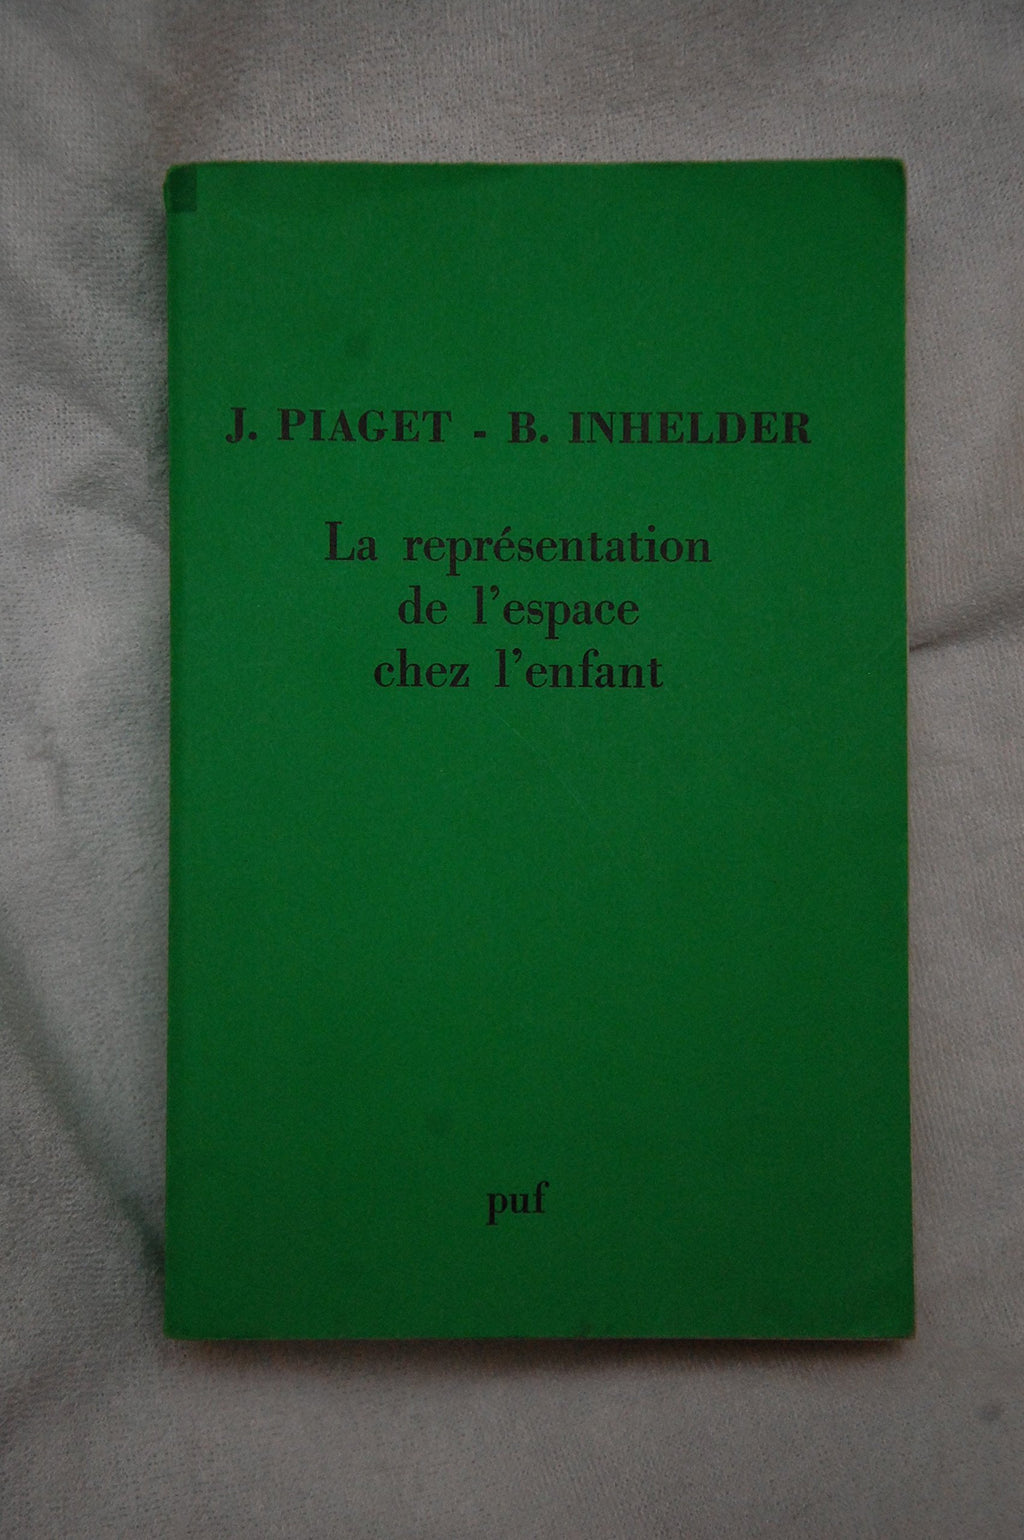 J. PIAGET - B. INHELDER
La représentation
de l'espace
chez l'enfant
puf